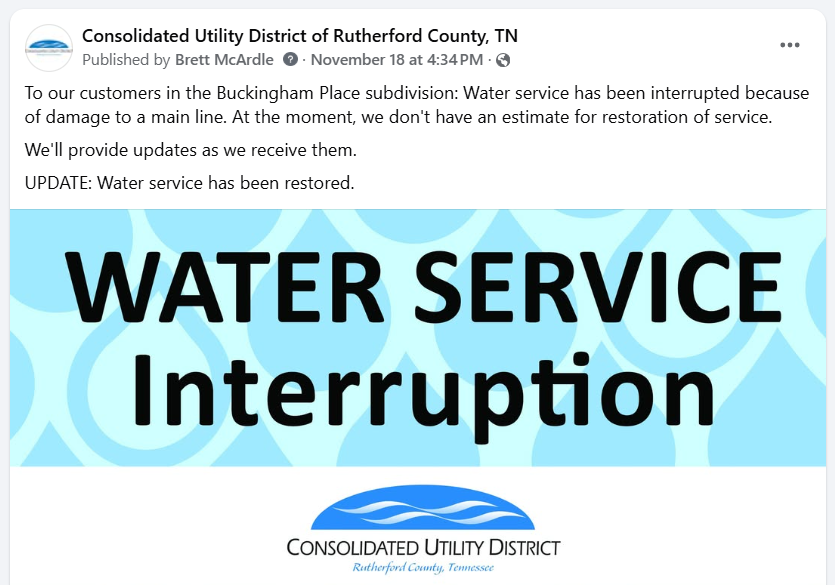 Consolidated Utility District of Rutherford County, TN
Published by Brett McArdle · November 18 at 4:34 PM ·
To our customers in the Buckingham Place subdivision: Water service has been interrupted because
of damage to a main line. At the moment, we don't have an estimate for restoration of service.
We'll provide updates as we receive them.
UPDATE: Water service has been restored.
WATER SERVICE
Interruption
CONSOLIDATED UTILITY DISTRICT
Rutherford County, Tennessee